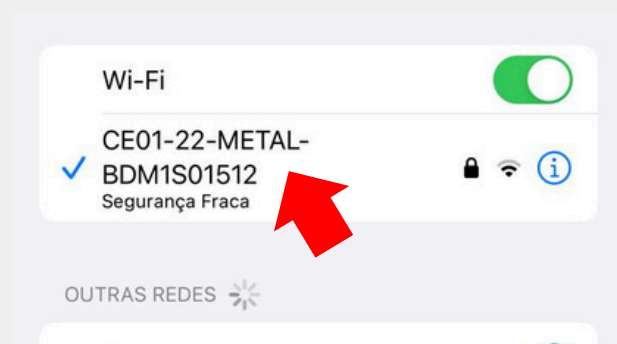 Wi-Fi
CE01-22-METAL-
BDM1S01512
Segurança Fraca
OUTRAS REDES